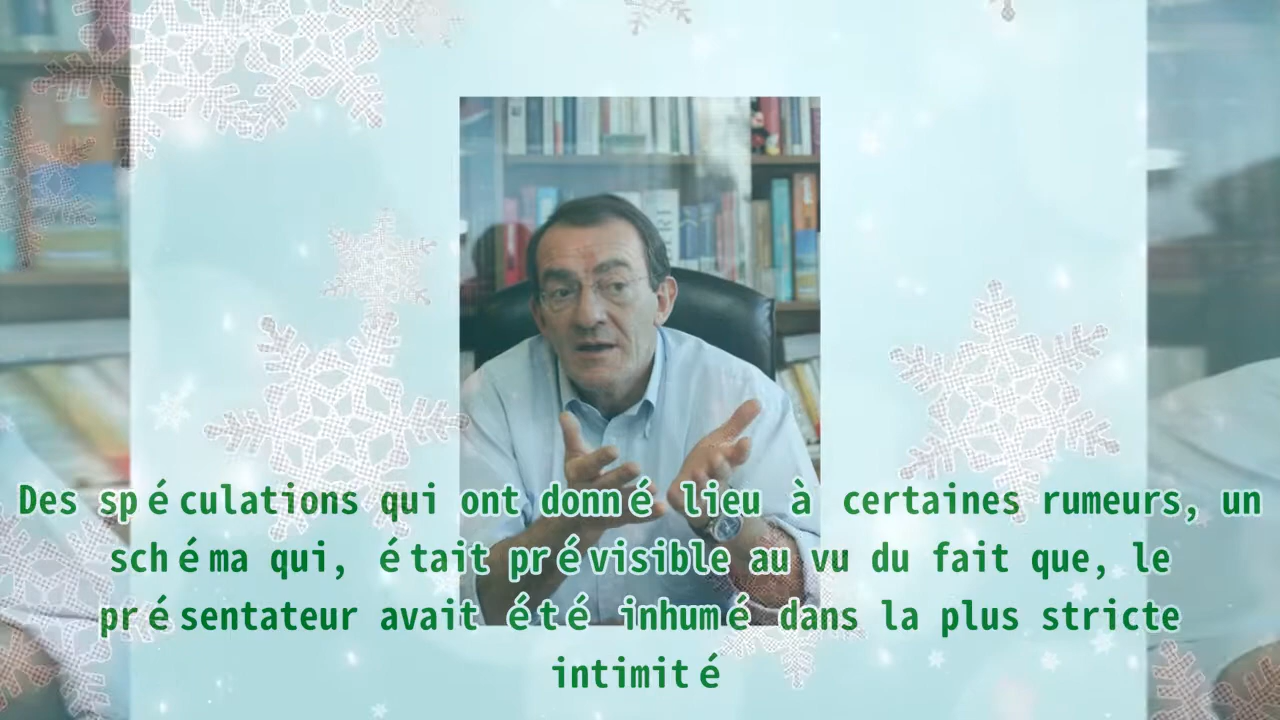 Des spéculations qui ont donné lieu à certaines rumeurs, un
schéma qui, était prévisible au vu du fait que, le
présentateur avait été inhumé dans la plus stricte
intimité